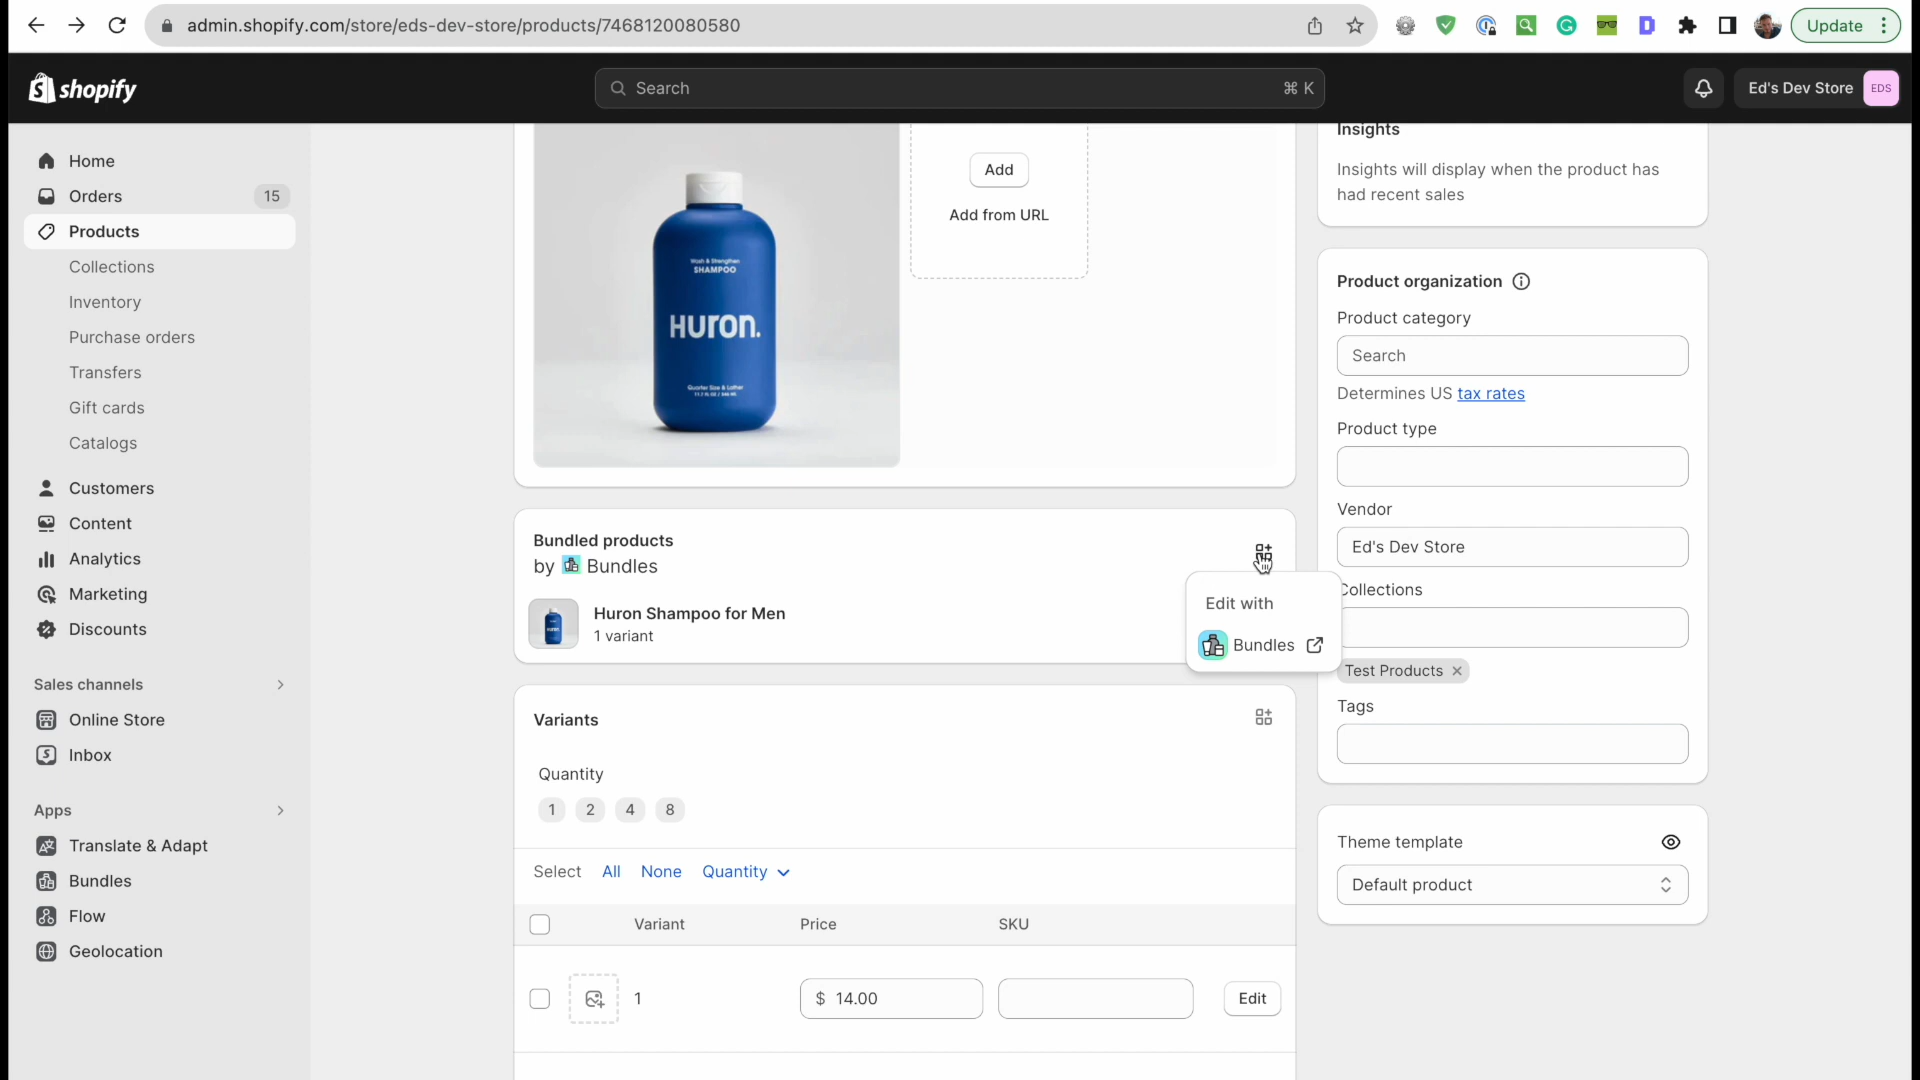 admin.shopify.com/store/eds-dev-store/products/7468120080580
Update
shopify
Search
⌘ K
Ed's Dev Store
EDS
Home
Orders
15
Products
Collections
Inventory
Purchase orders
Transfers
Gift cards
Catalogs
Customers
Content
Analytics
Marketing
Discounts
Sales channels
Online Store
Inbox
Apps
Translate & Adapt
Bundles
Flow
Geolocation
Wash & Strengthen
SHAMPOO
HURON.
Add
Add from URL
Bundled products
by Bundles
Huron Shampoo for Men
1 variant
Edit with
Bundles
Variants
Quantity
1 2 4 8
Select All None Quantity
Variant Price SKU
1 $ 14.00 Edit
Insights
Insights will display when the product has
had recent sales
Product organization
Product category
Search
Determines US tax rates
Product type
Vendor
Ed's Dev Store
Collections
Test Products
Tags
Theme template
Default product